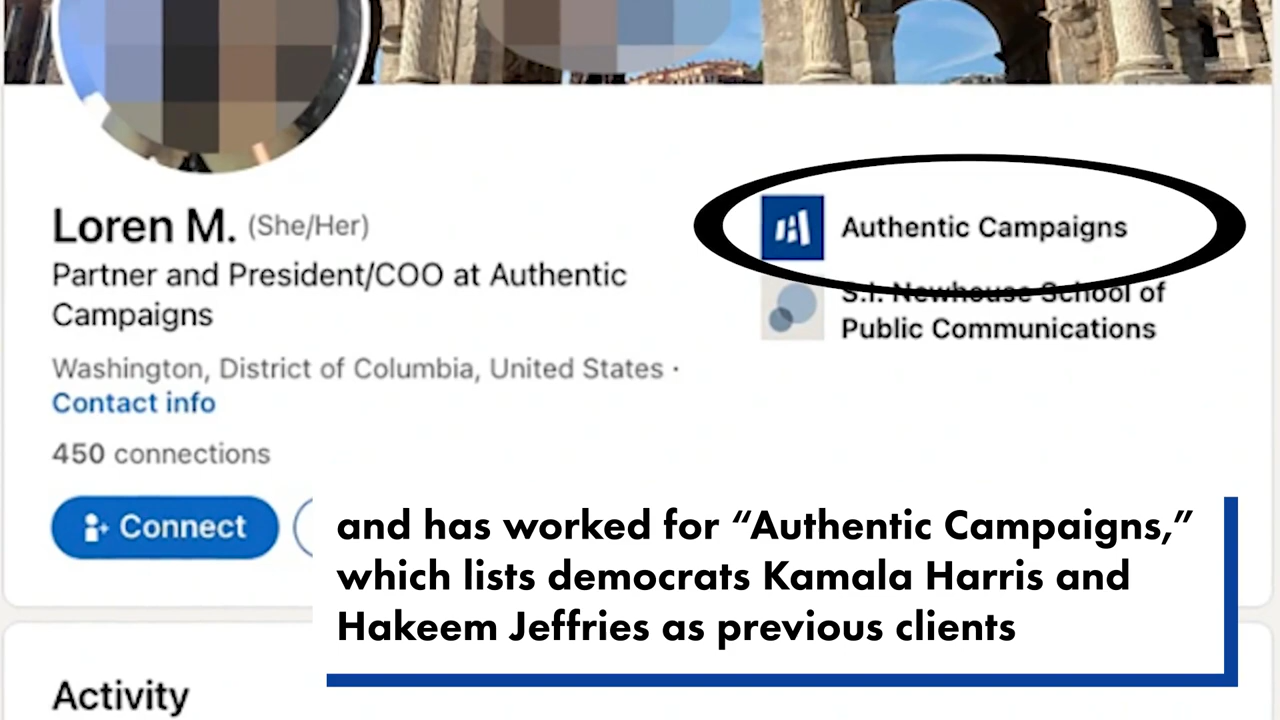 Loren M. (She/Her)
Partner and President/COO at Authentic
Campaigns
Washington, District of Columbia, United States ·
Contact info
450 connections
Connect
Authentic Campaigns
S.I. Newhouse School of
Public Communications
and has worked for “Authentic Campaigns,”
which lists democrats Kamala Harris and
Hakeem Jeffries as previous clients
Activity